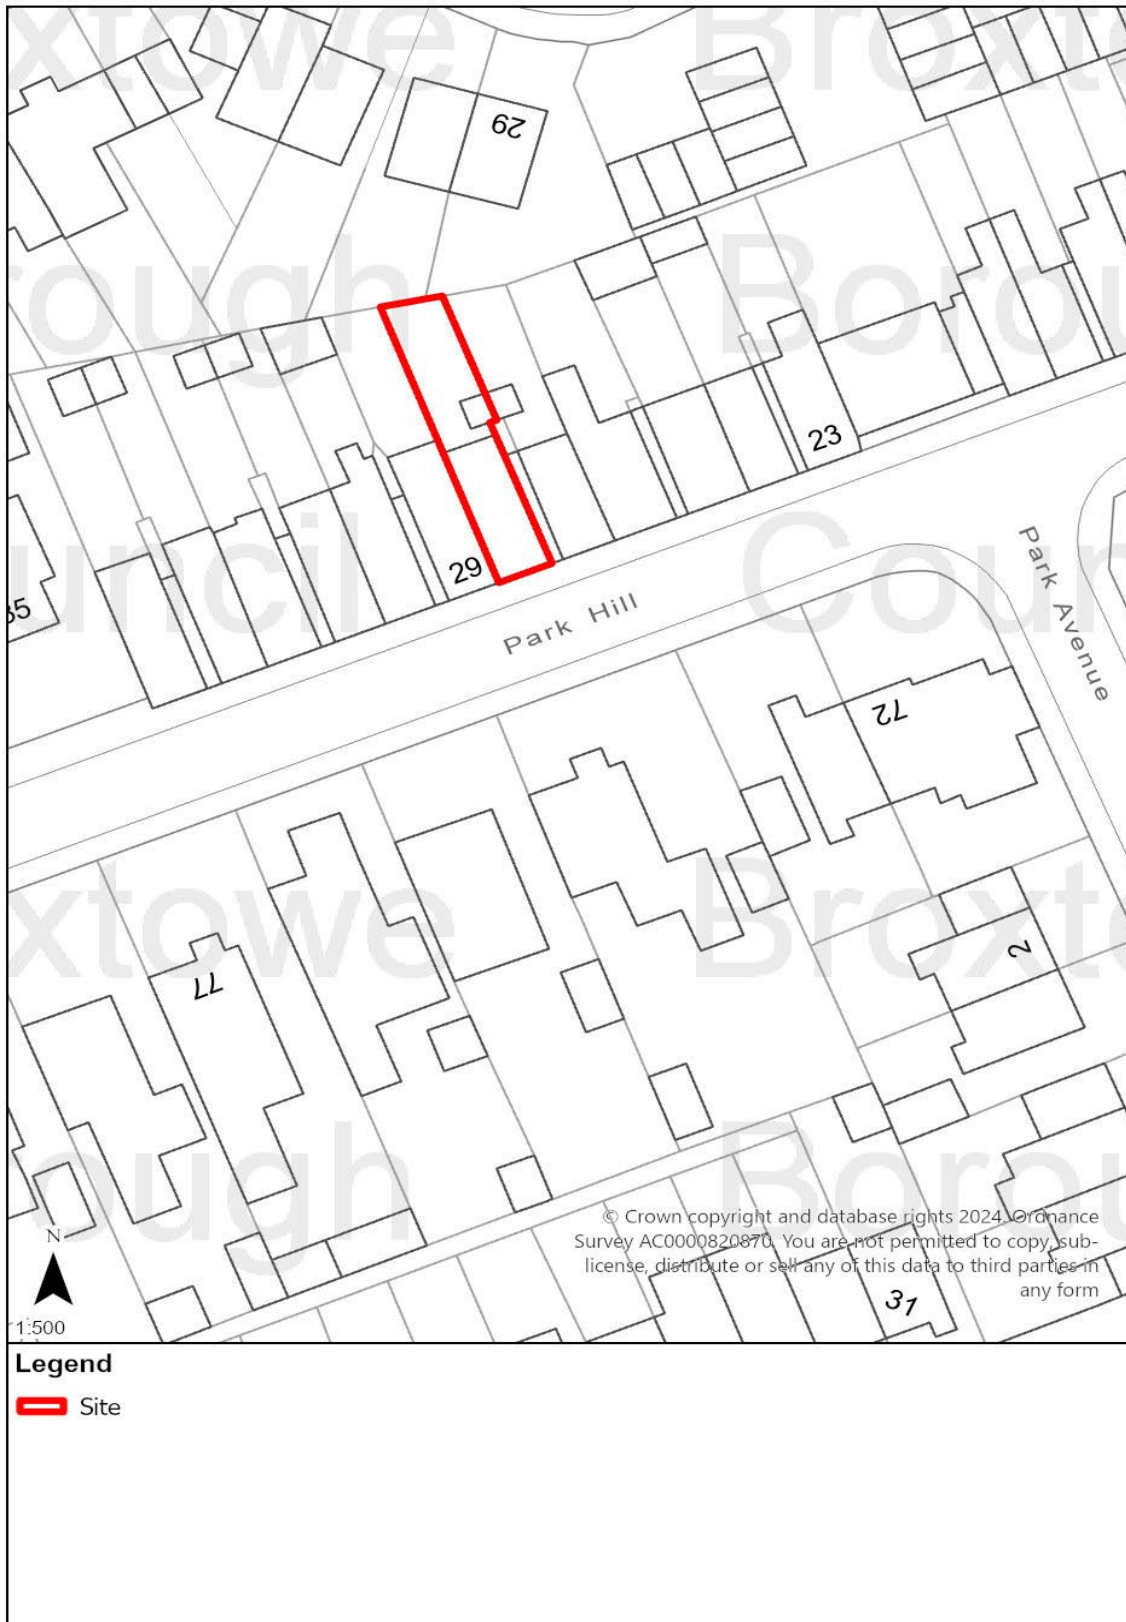 Broxtowe
Borough
Council
29
23
29
35
Park Hill
Park Avenue
72
77
2
31
© Crown copyright and database rights 2024. Ordnance
Survey AC0000820870. You are not permitted to copy, sub-
license, distribute or sell any of this data to third parties in
any form
N
1:500
Legend
Site